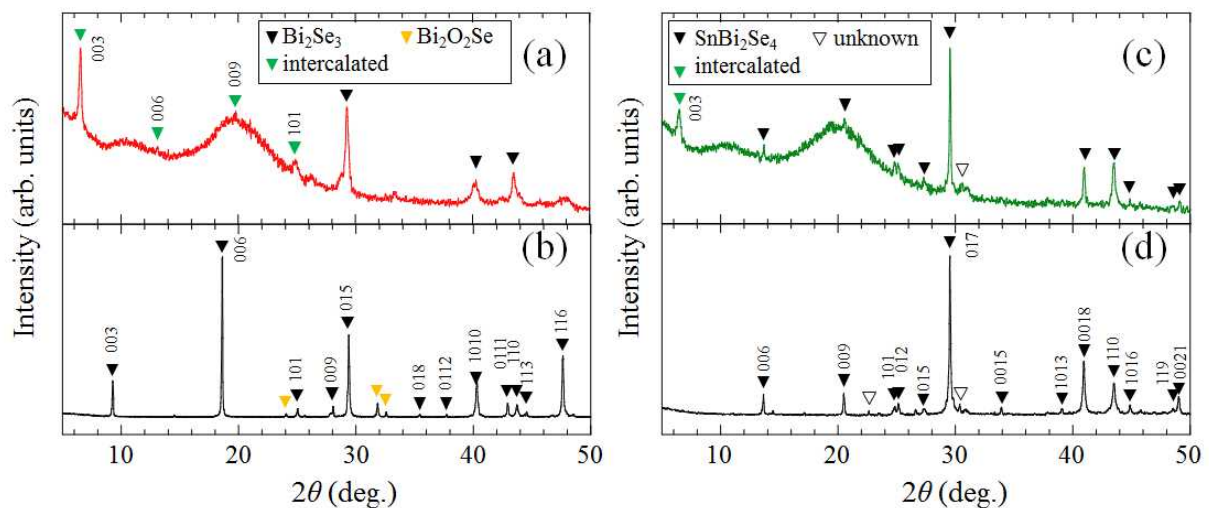 Bi₂Se₃ Bi₂O₂Se
intercalated
(a)
003
006
009
101
Intensity (arb. units)
(b)
003
006
101
009
015
018
0112
1010
0111
110
113
116
10 20 30 40 50
2θ (deg.)
SnBi₂Se₄ unknown
intercalated
(c)
003
Intensity (arb. units)
(d)
006
009
101
012
1015
017
0015
1013
0018
110
1016
119
0021
10 20 30 40 50
2θ (deg.)